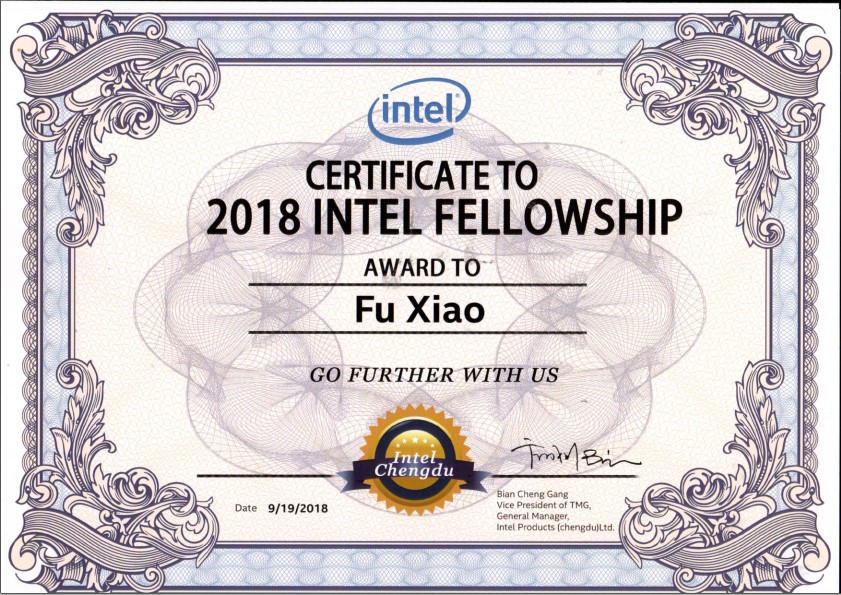 intel
CERTIFICATE TO
2018 INTEL FELLOWSHIP
AWARD TO
Fu Xiao
GO FURTHER WITH US
Intel
Chengdu
Date 9/19/2018
Bian Cheng Gang
Vice President of TMG,
General Manager,
Intel Products (chengdu)Ltd.